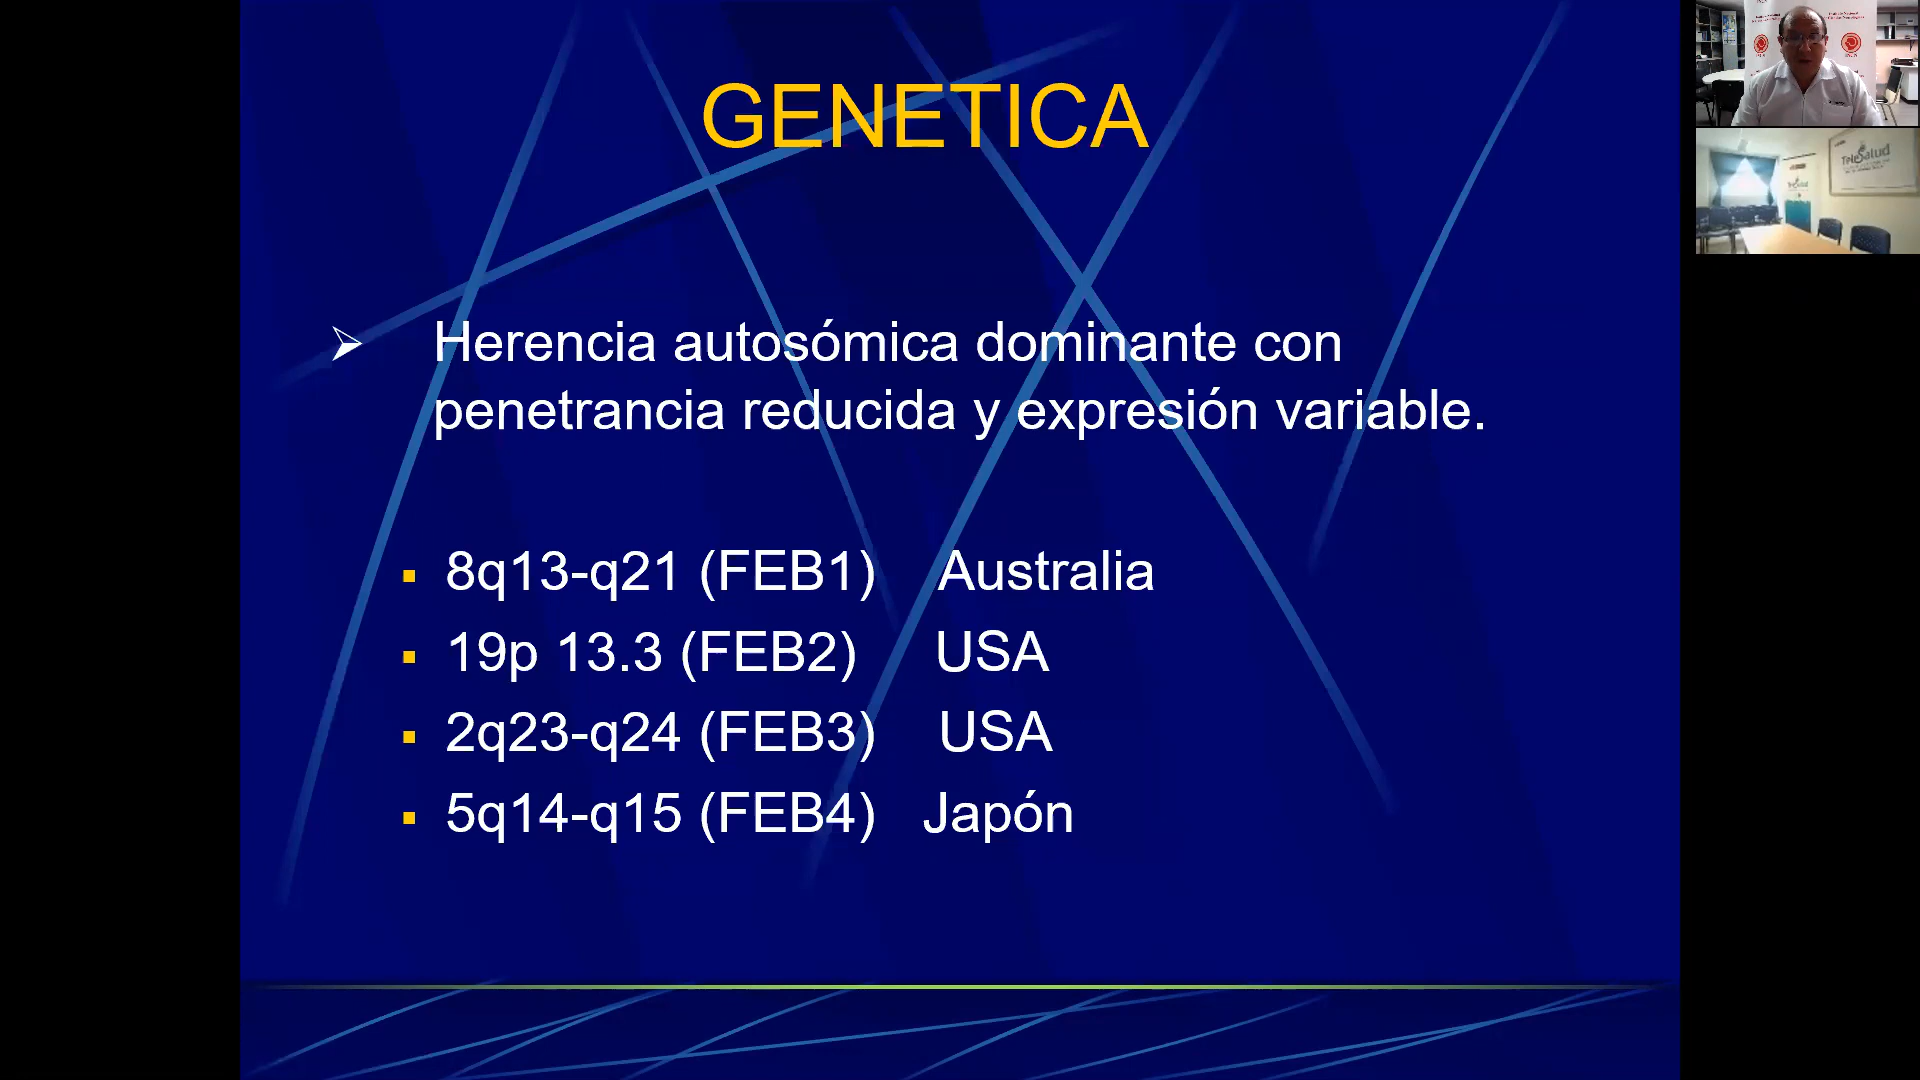 GENETICA
Herencia autosómica dominante con
penetrancia reducida y expresión variable.
8q13-q21 (FEB1) Australia
19p 13.3 (FEB2) USA
2q23-q24 (FEB3) USA
5q14-q15 (FEB4) Japón
TeleSalud